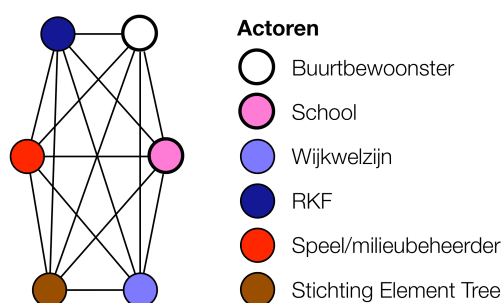 Actoren
Buurtbewoonster
School
Wijkwelzijn
RKF
Speel/milieubeheerder
Stichting Element Tree